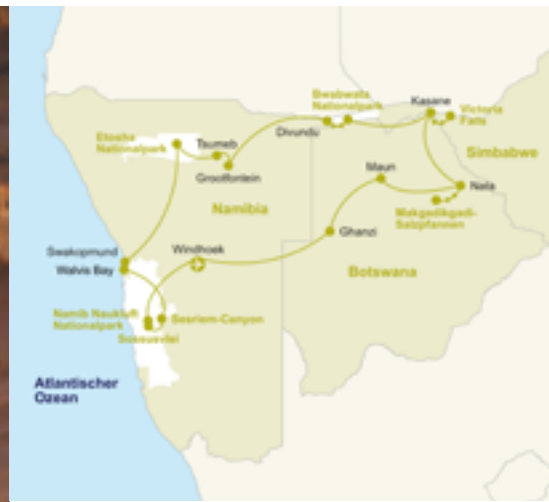 Bwabwata
Nationalpark
Kasane
Victoria
Falls
Etosha
Nationalpark
Tsumeb
Divundu
Simbabwe
Grootfontein
Maun
Nata
Namibia
Makgadikgadi-
Salzpfannen
Swakopmund
Walvis Bay
Windhoek
Ghanzi
Botswana
Namib Naukluft
Nationalpark
Sesriem-Canyon
Sossusvlei
Atlantischer
Ozean